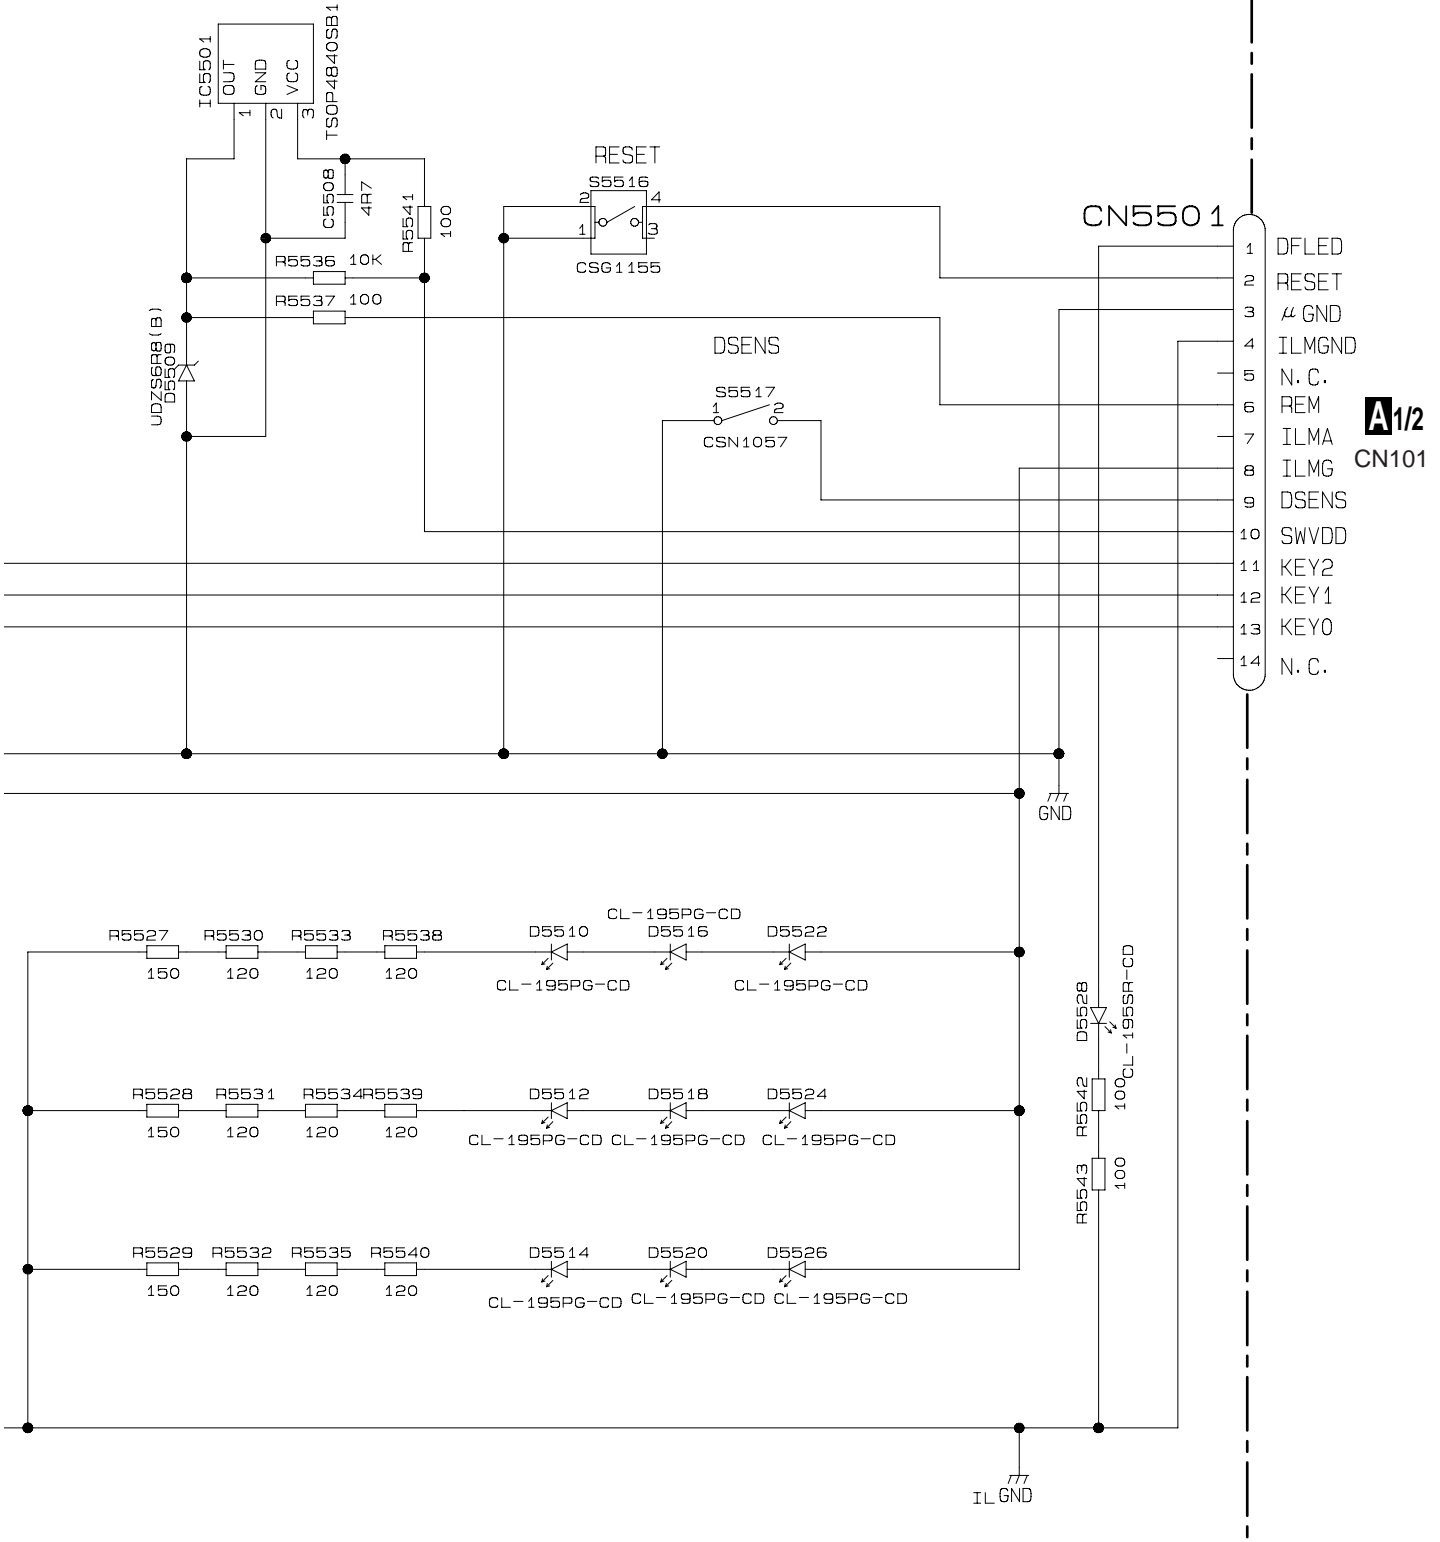 IC5501
OUT
GND
VCC
1
2
3
TSOP4840SB1
C5508
4R7
R5541
100
R5536 10K
R5537 100
UDZS6R8(B)
D5509
RESET
S5516
2
4
1
3
CSG1155
DSENS
S5517
1
2
CSN1057
CN5501
1 DFLED
2 RESET
3 μGND
4 ILMGND
5 N.C.
6 REM
7 ILMA
8 ILMG
9 DSENS
10 SWVDD
11 KEY2
12 KEY1
13 KEY0
14 N.C.
A 1/2
CN101
GND
CL-195PG-CD
R5527 R5530 R5533 R5538 D5510 D5516 D5522
150 120 120 120
CL-195PG-CD CL-195PG-CD
D5528
CL-195SR-CD
R5542
100
R5543
100
R5528 R5531 R5534 R5539 D5512 D5518 D5524
150 120 120 120
CL-195PG-CD CL-195PG-CD CL-195PG-CD
R5529 R5532 R5535 R5540 D5514 D5520 D5526
150 120 120 120
CL-195PG-CD CL-195PG-CD CL-195PG-CD
IL GND